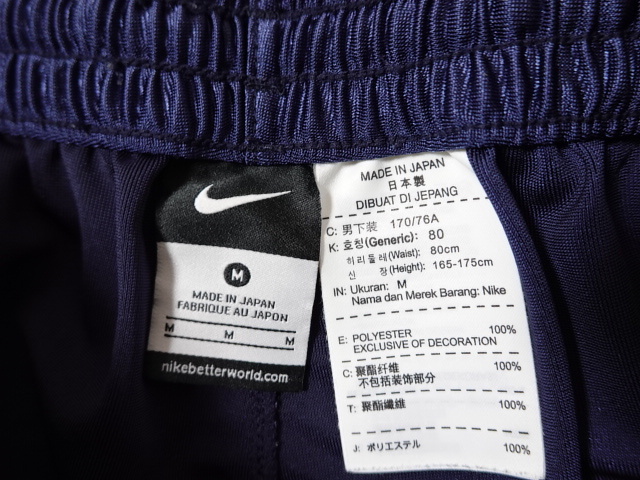 M
MADE IN JAPAN
FABRIQUE AU JAPON
M M M
nikebetterworld.com
MADE IN JAPAN
日本製
DIBUAT DI JEPANG
C: 男下装 170/76A
K: 호칭(Generic): 80
허리둘레(Waist): 80cm
신 장(Height): 165-175cm
IN: Ukuran: M
Nama dan Merek Barang: Nike
E: POLYESTER 100%
EXCLUSIVE OF DECORATION
C: 聚酯纤维 100%
不包括装饰部分
T: 聚酯纖維 100%
J: ポリエステル 100%